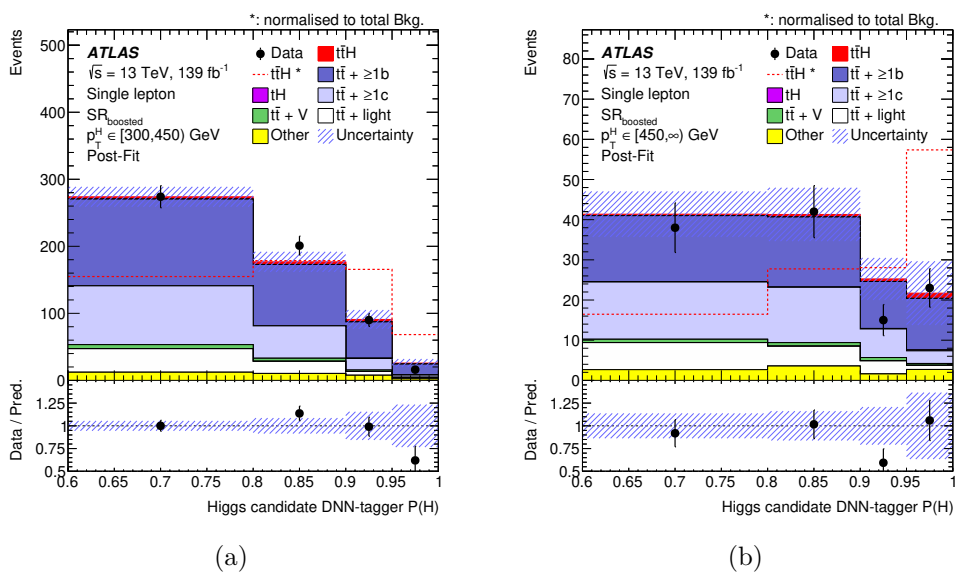 *: normalised to total Bkg.
Events
500
400
300
200
100
0
ATLAS
√s = 13 TeV, 139 fb⁻¹
Single lepton
SR_boosted
p_T^H ∈ [300,450) GeV
Post-Fit
Data
tt̄H
tt̄H *
tt̄ + ≥1b
tH
tt̄ + ≥1c
tt̄ + V
tt̄ + light
Other
Uncertainty
Data / Pred.
1.25
1
0.75
0.5
0.6 0.65 0.7 0.75 0.8 0.85 0.9 0.95 1
Higgs candidate DNN-tagger P(H)
(a)
*: normalised to total Bkg.
Events
80
70
60
50
40
30
20
10
0
ATLAS
√s = 13 TeV, 139 fb⁻¹
Single lepton
SR_boosted
p_T^H ∈ [450,∞) GeV
Post-Fit
Data
tt̄H
tt̄H *
tt̄ + ≥1b
tH
tt̄ + ≥1c
tt̄ + V
tt̄ + light
Other
Uncertainty
Data / Pred.
1.25
1
0.75
0.5
0.6 0.65 0.7 0.75 0.8 0.85 0.9 0.95 1
Higgs candidate DNN-tagger P(H)
(b)